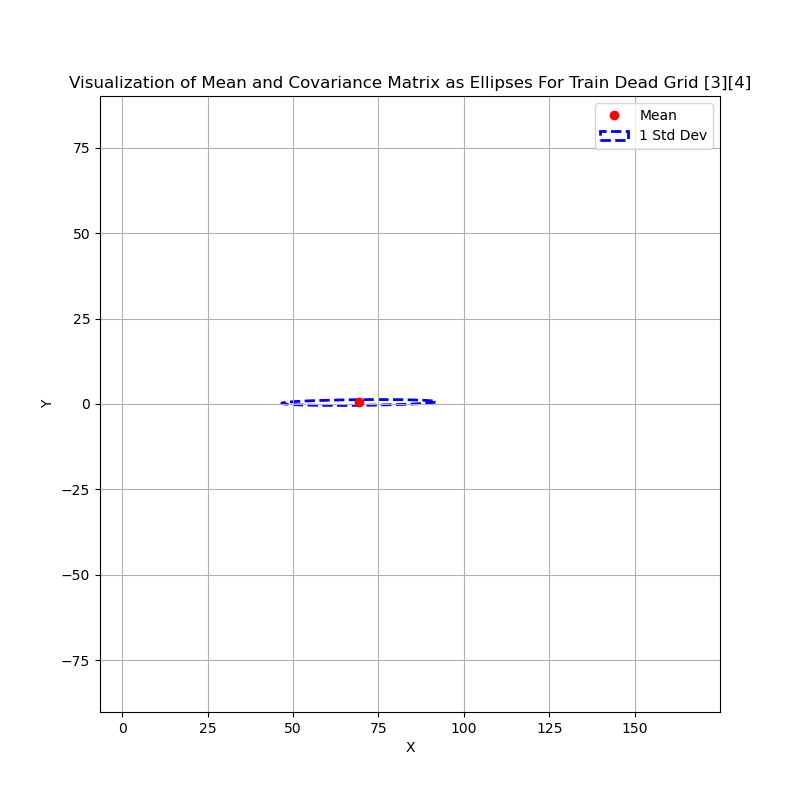 Visualization of Mean and Covariance Matrix as Ellipses For Train Dead Grid [3][4]
Mean
1 Std Dev
75
50
25
0
−25
−50
−75
Y
0 25 50 75 100 125 150
X